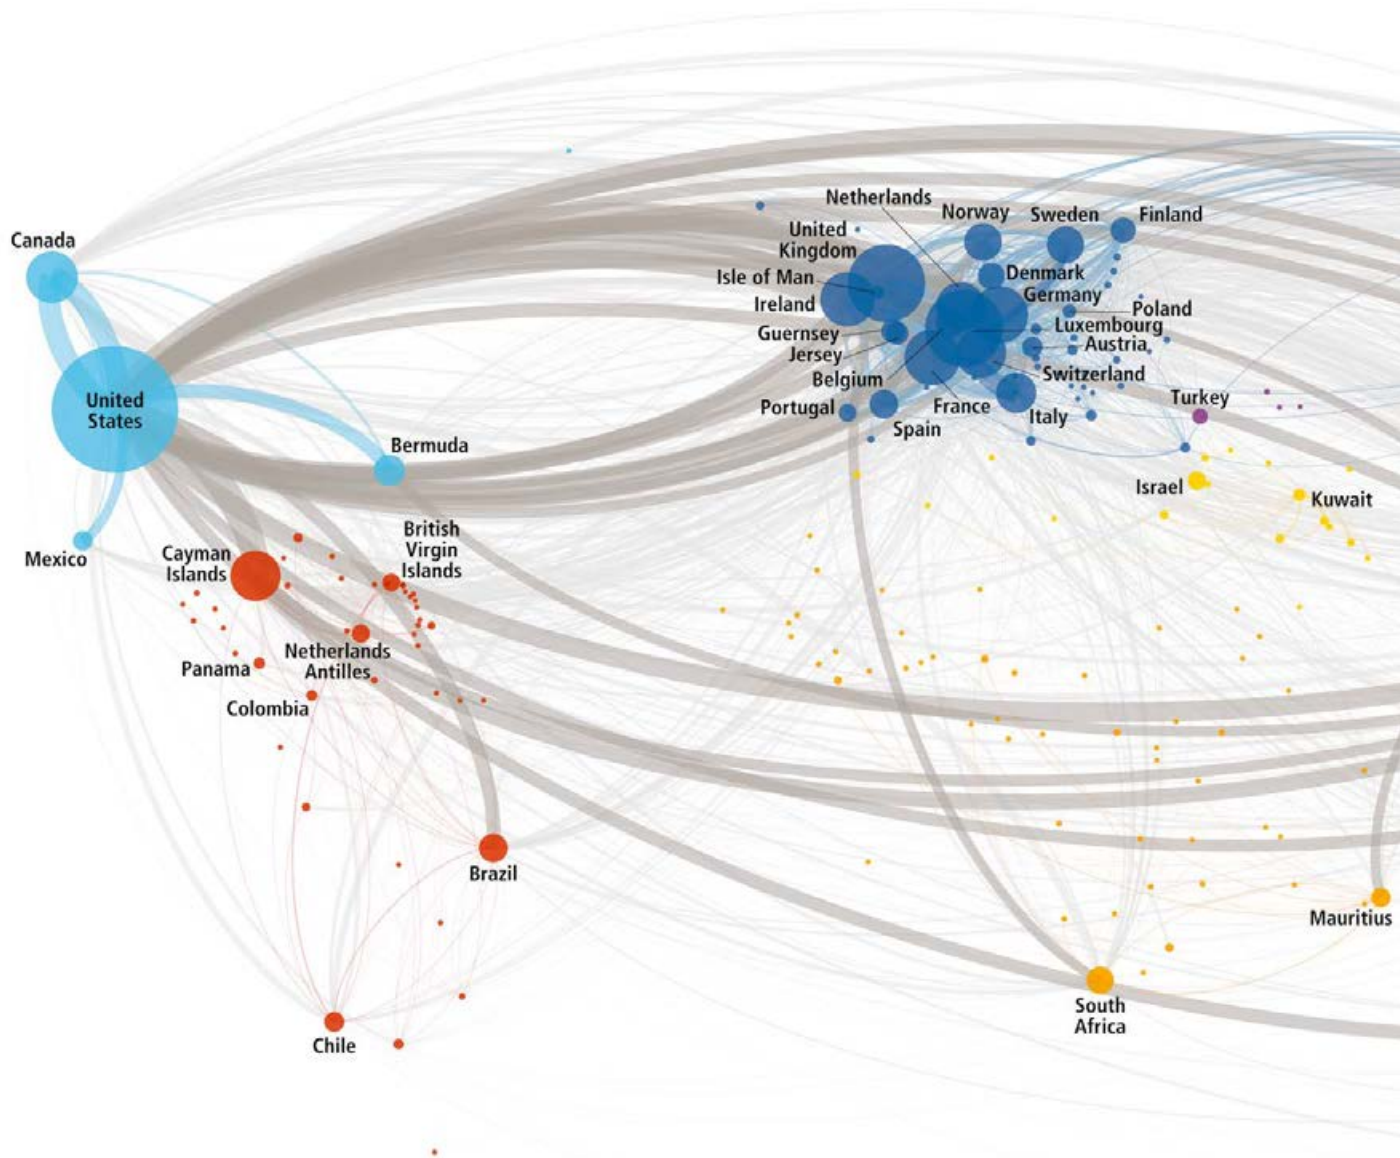 Canada
United
States
Mexico
Bermuda
Cayman
Islands
British
Virgin
Islands
Netherlands
Antilles
Panama
Colombia
Brazil
Chile
Netherlands
Norway
Sweden
Finland
United
Kingdom
Isle of Man
Ireland
Guernsey
Jersey
Belgium
Portugal
Spain
France
Italy
Denmark
Germany
Poland
Luxembourg
Austria
Switzerland
Turkey
Israel
Kuwait
Mauritius
South
Africa